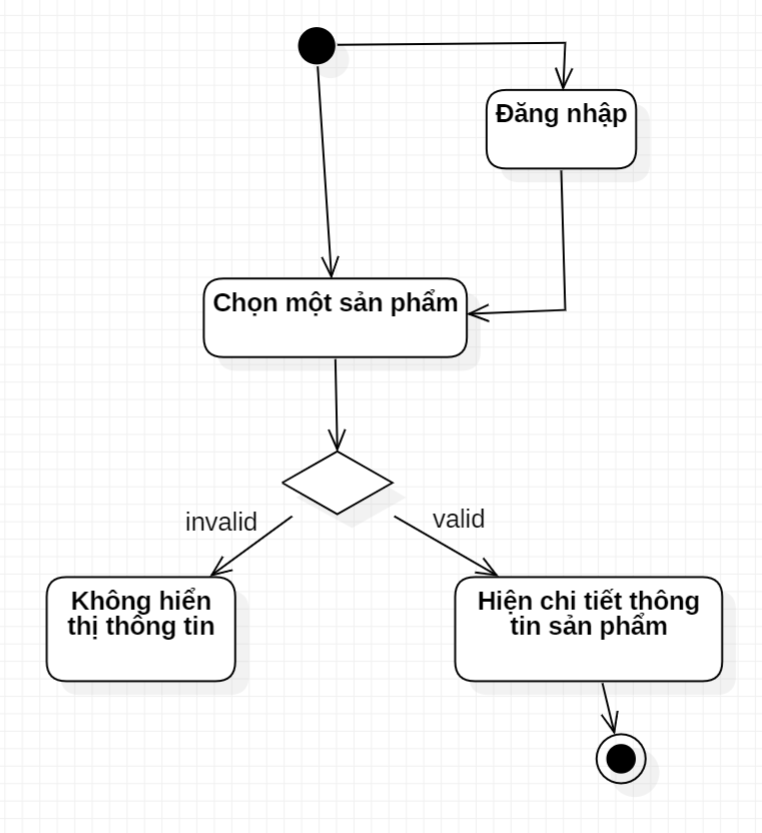 Đăng nhập
Chọn một sản phẩm
invalid
valid
Không hiển
thị thông tin
Hiện chi tiết thông
tin sản phẩm